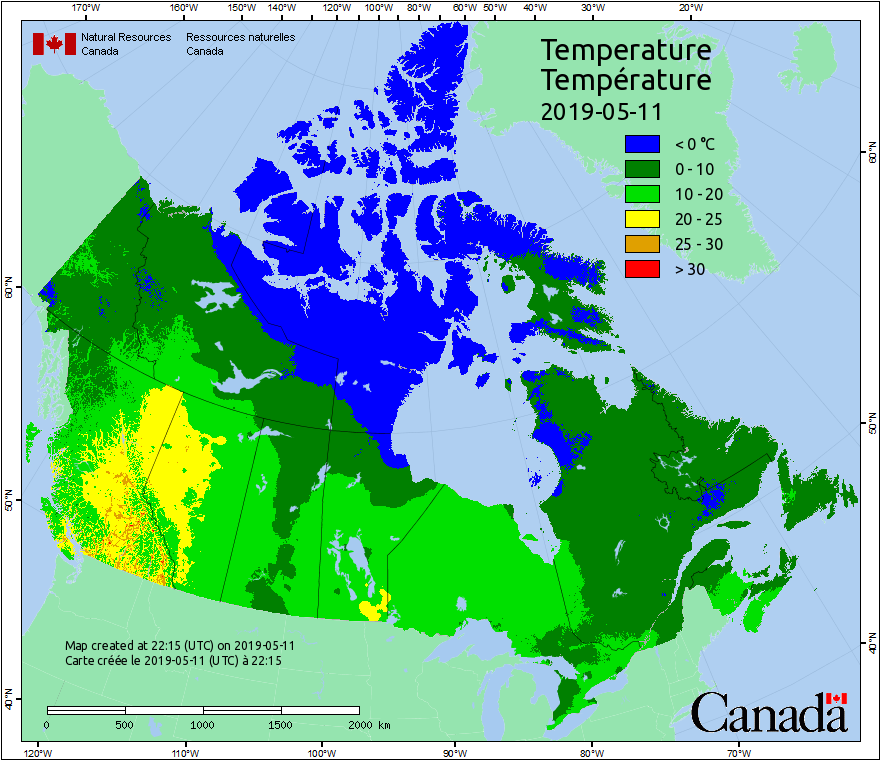 170°W 160°W 150°W 140°W 130°W 120°W 110°W 100°W 90°W 80°W 70°W 60°W 50°W 40°W 30°W 20°W
Natural Resources Canada
Ressources naturelles Canada
Temperature
Température
2019-05-11
< 0 °C
0 - 10
10 - 20
20 - 25
25 - 30
> 30
60°N
60°N
50°N
50°N
40°N
40°N
Map created at 22:15 (UTC) on 2019-05-11
Carte créée le 2019-05-11 (UTC) à 22:15
0 500 1000 1500 2000 km
Canada
120°W 110°W 100°W 90°W 80°W 70°W